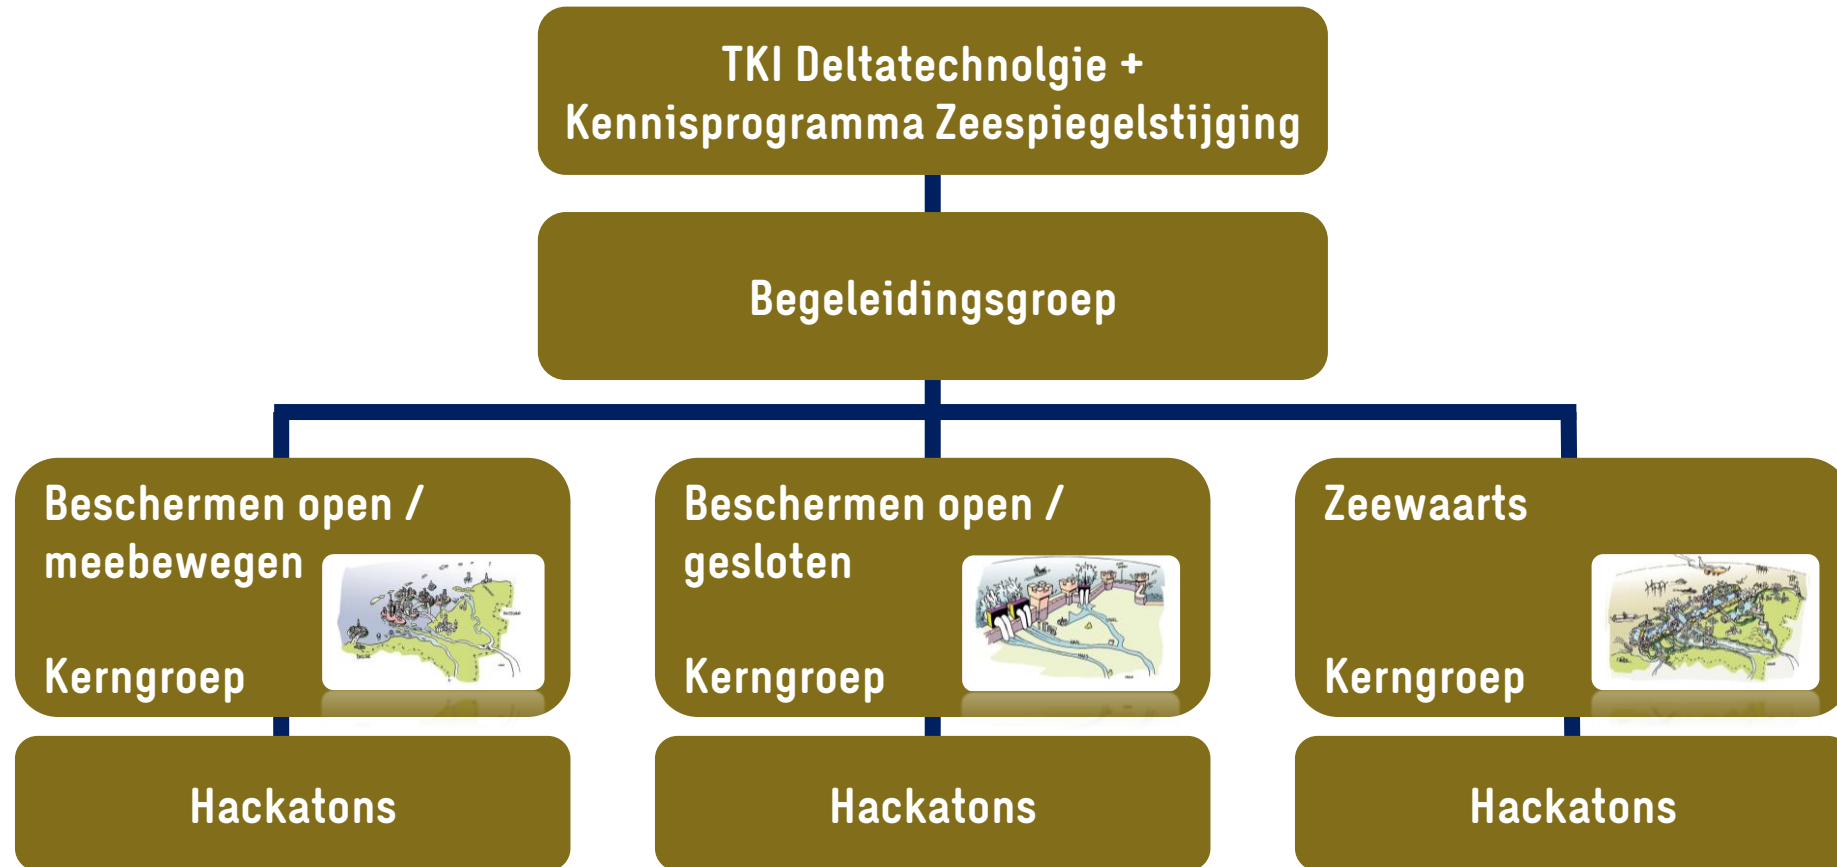 TKI Deltatechnolgie +
Kennisprogramma Zeespiegelstijging
Begeleidingsgroep
Beschermen open /
meebewegen
Kerngroep
Beschermen open /
gesloten
Kerngroep
Zeewaarts
Kerngroep
Hackatons
Hackatons
Hackatons